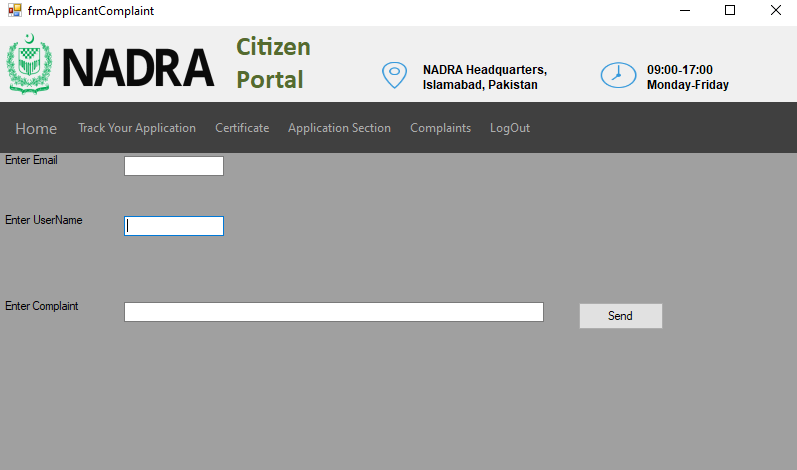 frmApplicantComplaint
NADRA
Citizen
Portal
NADRA Headquarters,
Islamabad, Pakistan
09:00-17:00
Monday-Friday
Home Track Your Application Certificate Application Section Complaints LogOut
Enter Email
Enter UserName
Enter Complaint
Send